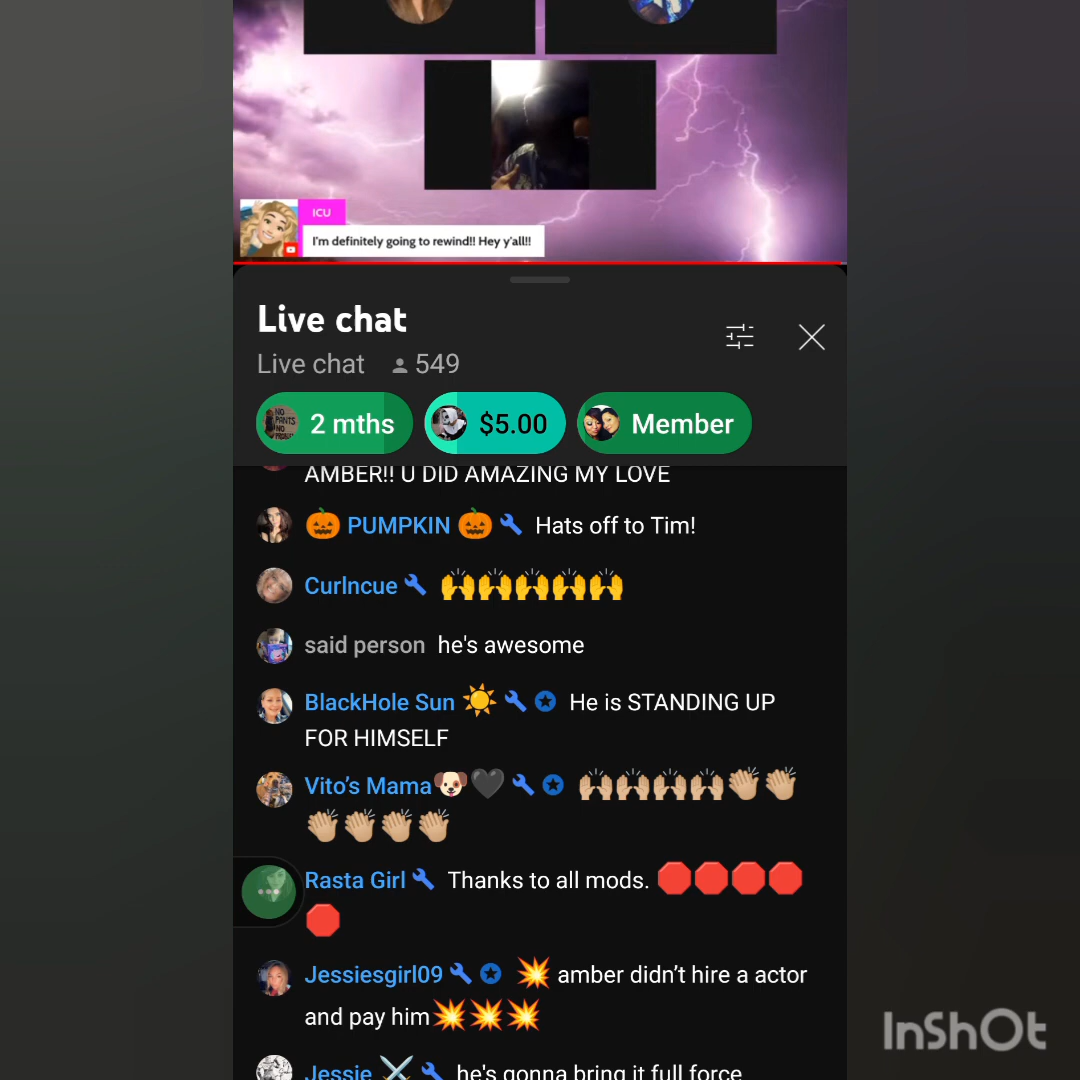 ICU
I'm definitely going to rewind!! Hey y'all!!
Live chat
Live chat 549
NO PANTS NO
2 mths $5.00 Member
AMBER!! U DID AMAZING MY LOVE
🎃 PUMPKIN 🎃 Hats off to Tim!
Curlncue 🙌🙌🙌🙌🙌
said person he's awesome
BlackHole Sun ☀️ He is STANDING UP
FOR HIMSELF
Vito's Mama🐶🖤 🙌🏼🙌🏼🙌🏼🙌🏼👏🏼👏🏼
👏🏼👏🏼👏🏼👏🏼
Rasta Girl Thanks to all mods. 🛑🛑🛑🛑
🛑
Jessiesgirl09 💥 amber didn't hire a actor
and pay him💥💥💥
Jessie ⚔️ he's gonna bring it full force
InShOt